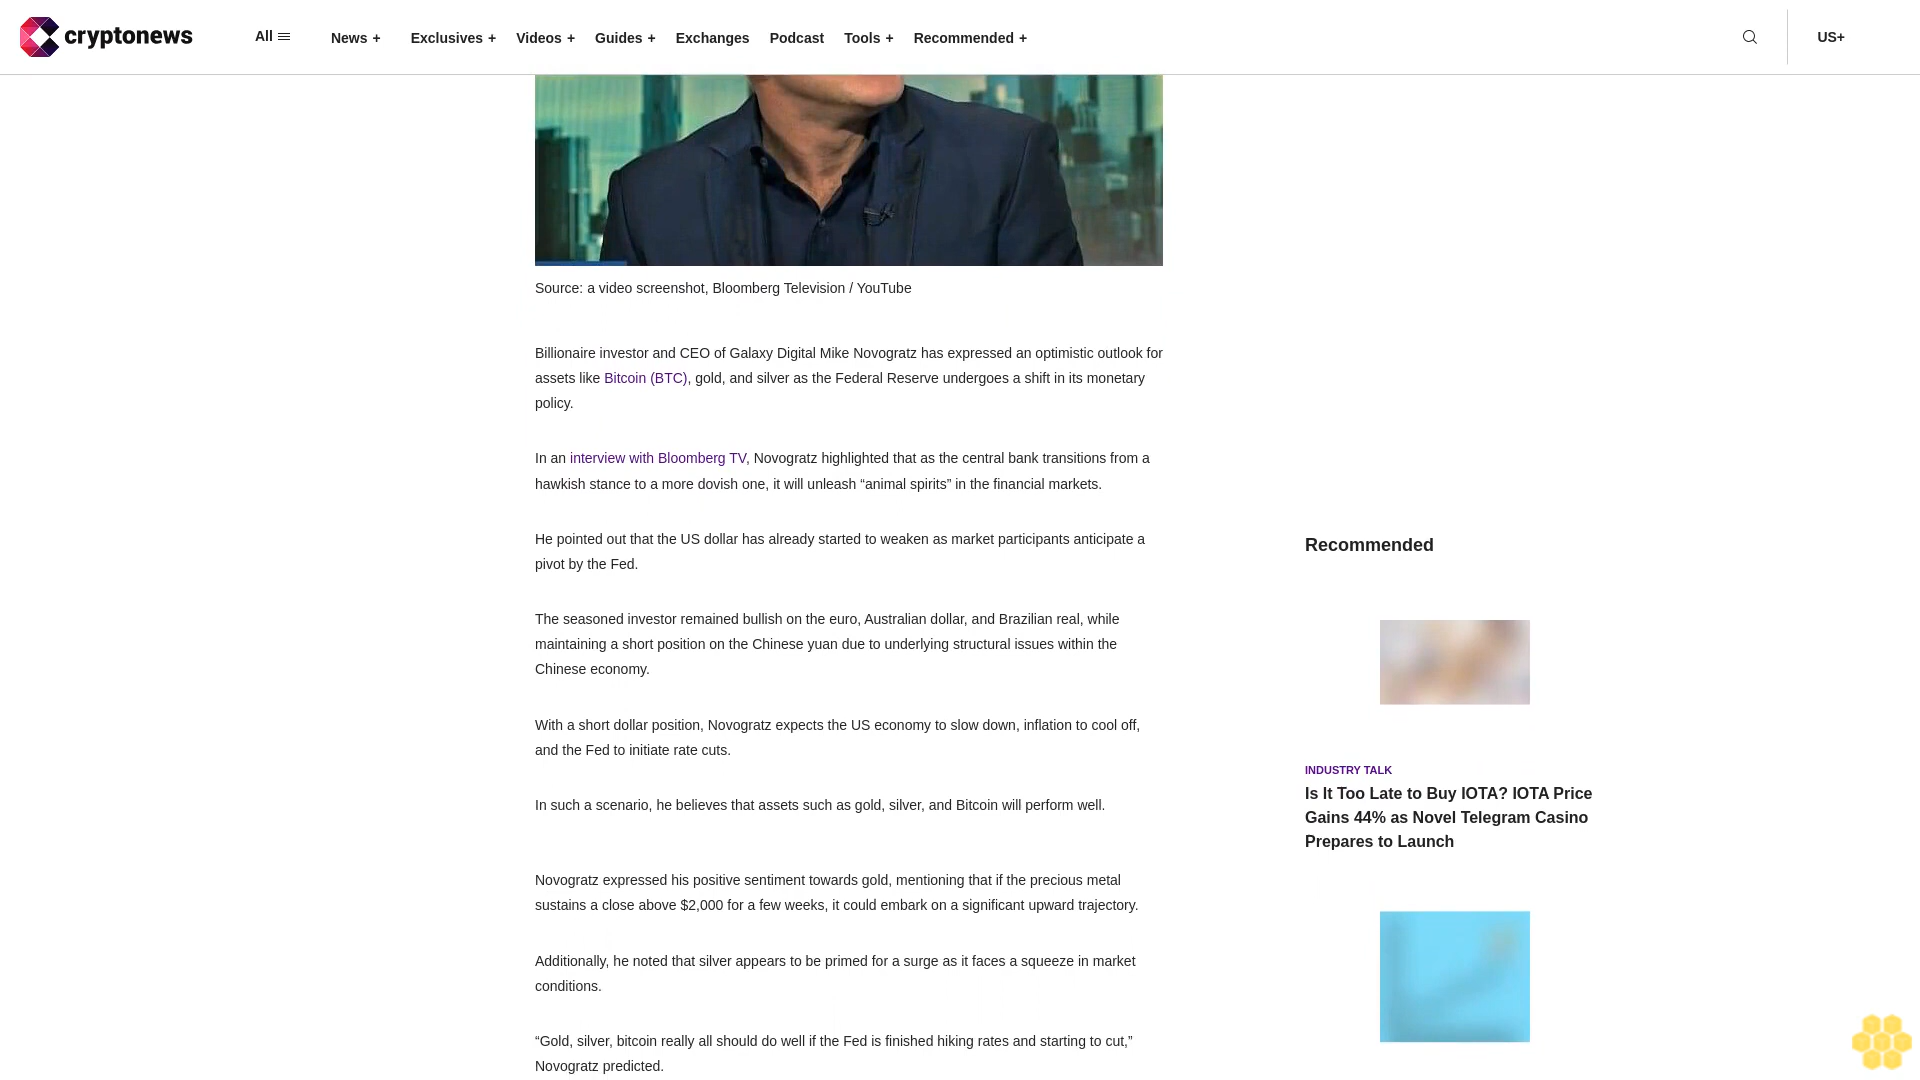 cryptonews
All
News +
Exclusives +
Videos +
Guides +
Exchanges
Podcast
Tools +
Recommended +
US+
Source: a video screenshot, Bloomberg Television / YouTube
Billionaire investor and CEO of Galaxy Digital Mike Novogratz has expressed an optimistic outlook for
assets like Bitcoin (BTC), gold, and silver as the Federal Reserve undergoes a shift in its monetary
policy.
In an interview with Bloomberg TV, Novogratz highlighted that as the central bank transitions from a
hawkish stance to a more dovish one, it will unleash “animal spirits” in the financial markets.
He pointed out that the US dollar has already started to weaken as market participants anticipate a
pivot by the Fed.
The seasoned investor remained bullish on the euro, Australian dollar, and Brazilian real, while
maintaining a short position on the Chinese yuan due to underlying structural issues within the
Chinese economy.
With a short dollar position, Novogratz expects the US economy to slow down, inflation to cool off,
and the Fed to initiate rate cuts.
In such a scenario, he believes that assets such as gold, silver, and Bitcoin will perform well.
Novogratz expressed his positive sentiment towards gold, mentioning that if the precious metal
sustains a close above $2,000 for a few weeks, it could embark on a significant upward trajectory.
Additionally, he noted that silver appears to be primed for a surge as it faces a squeeze in market
conditions.
“Gold, silver, bitcoin really all should do well if the Fed is finished hiking rates and starting to cut,”
Novogratz predicted.
Recommended
INDUSTRY TALK
Is It Too Late to Buy IOTA? IOTA Price
Gains 44% as Novel Telegram Casino
Prepares to Launch